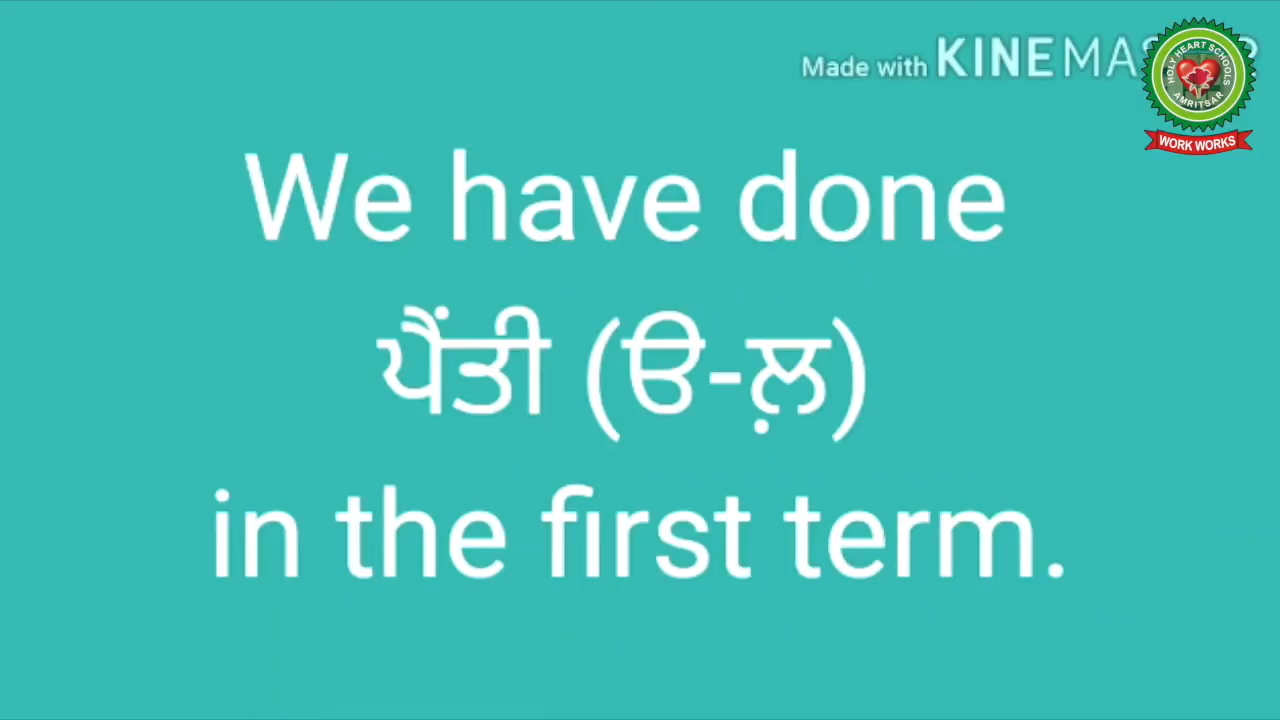 Made with KINEMA
HOLY HEART SCHOOLS
AMRITSAR
WORK WORKS
We have done
ਪੈਂਤੀ (ੳ-ਲ਼)
in the first term.